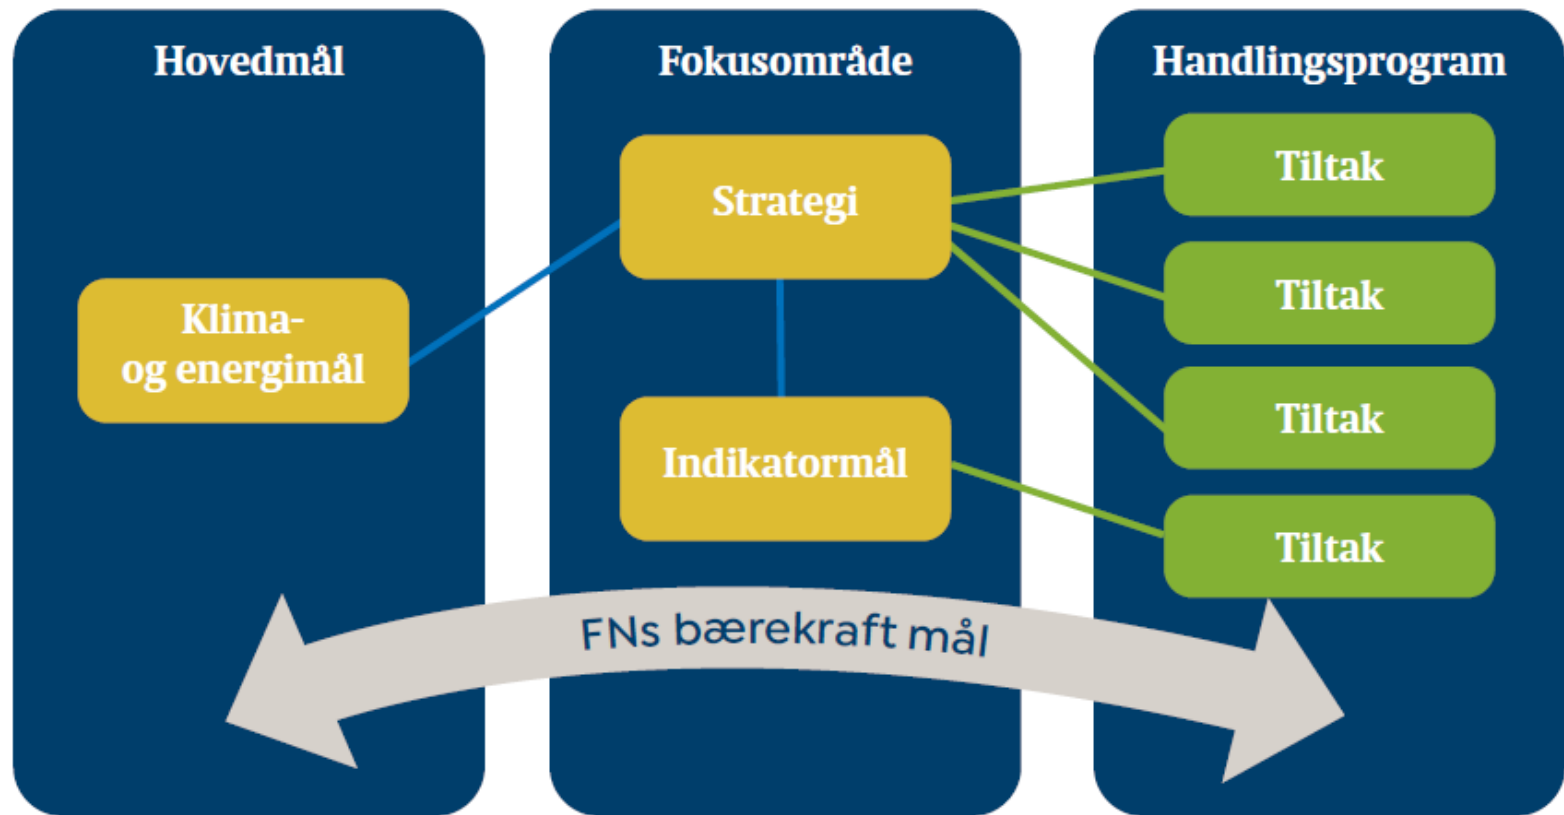 Hovedmål
Klima-
og energimål
Fokusområde
Strategi
Indikatormål
Handlingsprogram
Tiltak
Tiltak
Tiltak
Tiltak
FNs bærekraft mål